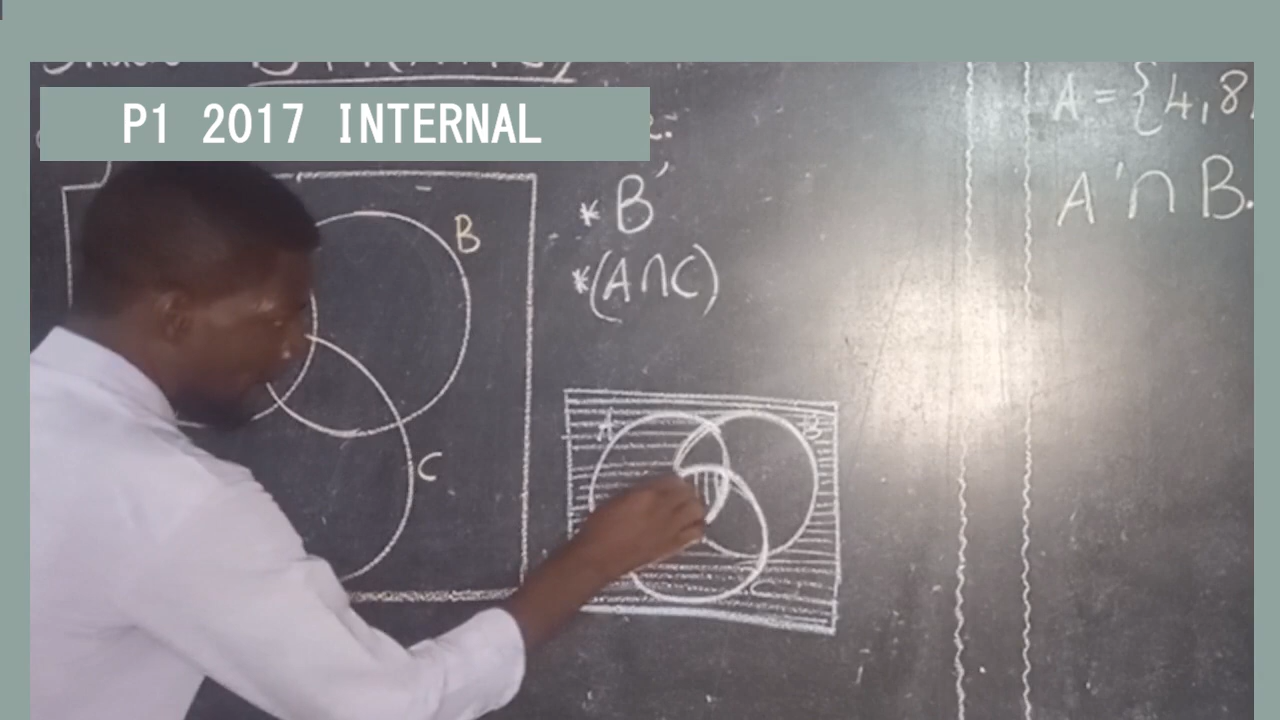 P1 2017 INTERNAL
B
C
* B′
*(A∩C)
A
B
C
A = {4,8,
A′∩ B.